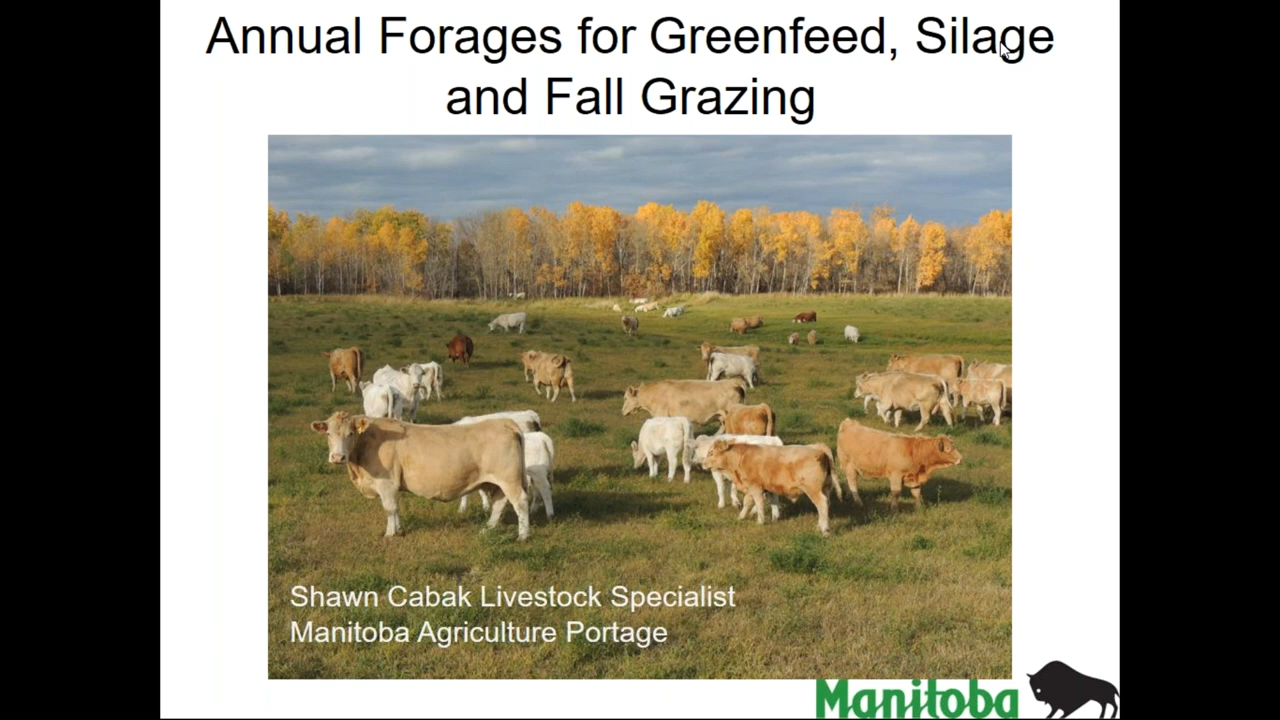 Annual Forages for Greenfeed, Silage
and Fall Grazing
Shawn Cabak Livestock Specialist
Manitoba Agriculture Portage
Manitoba